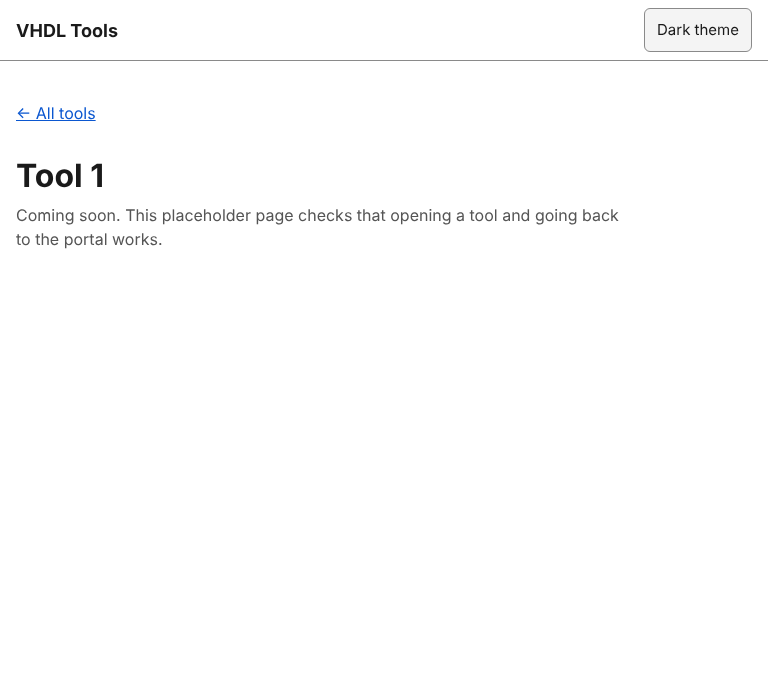 VHDL Tools
Dark theme
← All tools
Tool 1
Coming soon. This placeholder page checks that opening a tool and going back
to the portal works.